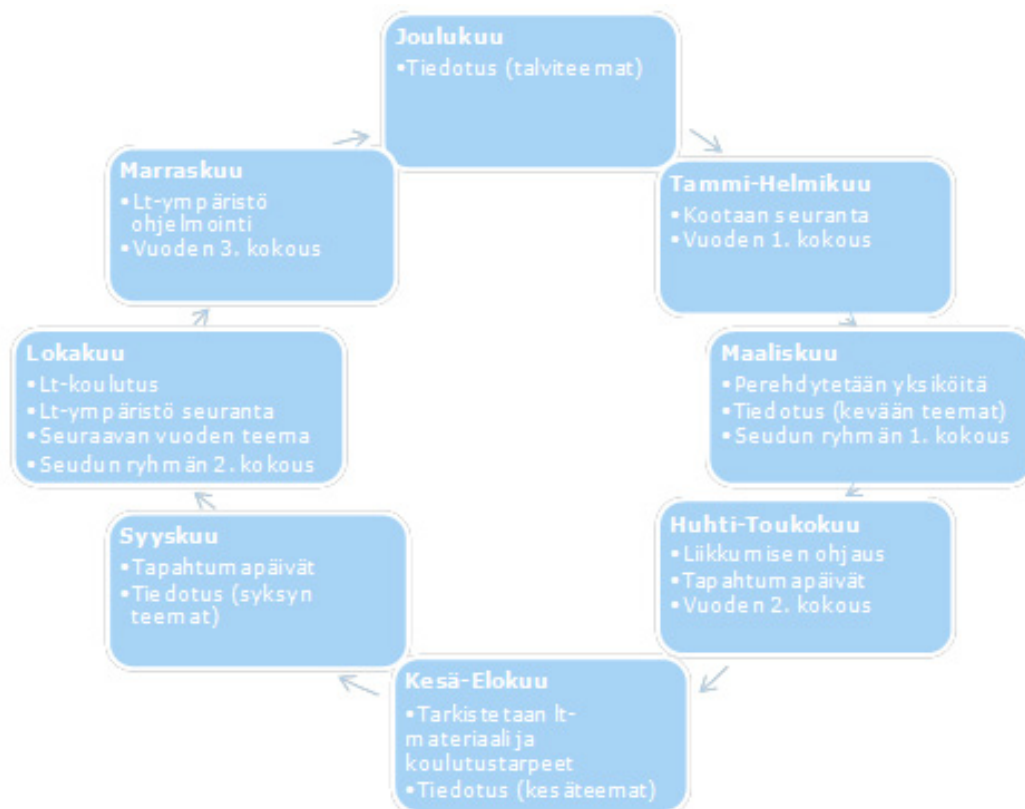 Joulukuu
•Tiedotus (talviteemat)
Tammi-Helmikuu
•Kootaan seuranta
•Vuoden 1. kokous
Maaliskuu
•Perehdytetään yksiköitä
•Tiedotus (kevään teemat)
•Seudun ryhmän 1. kokous
Huhti-Toukokuu
•Liikkumisen ohjaus
•Tapahtumapäivät
•Vuoden 2. kokous
Kesä-Elokuu
•Tarkistetaan lt-
materiaali ja
koulutustarpeet
•Tiedotus (kesäteemat)
Syyskuu
•Tapahtumapäivät
•Tiedotus (syksyn
teemat)
Lokakuu
•Lt-koulutus
•Lt-ympäristö seuranta
•Seuraavan vuoden teema
•Seudun ryhmän 2. kokous
Marraskuu
•Lt-ympäristö
ohjelmointi
•Vuoden 3. kokous